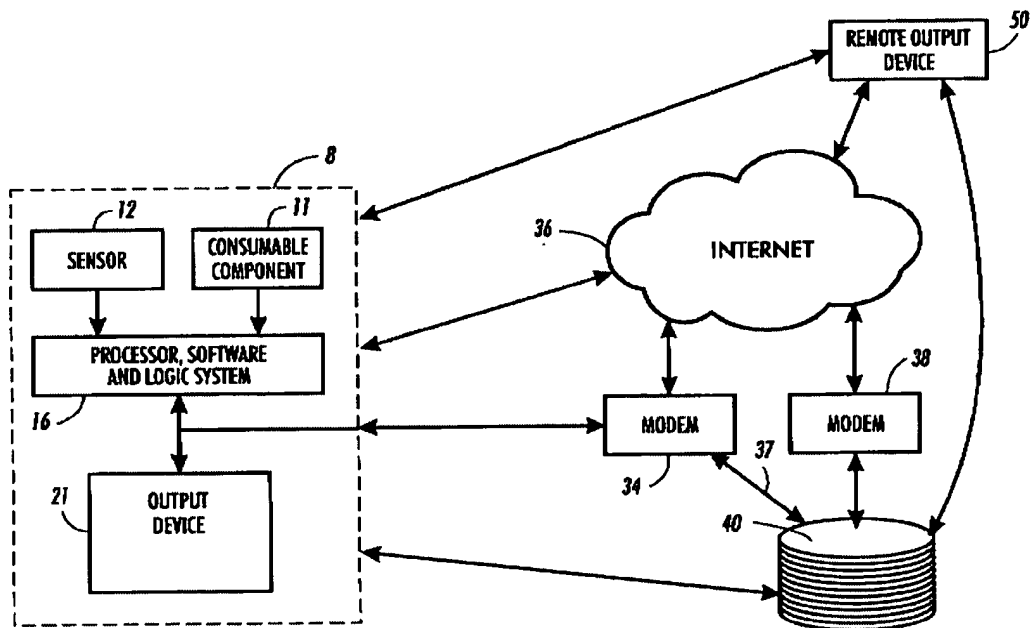 50
REMOTE OUTPUT
DEVICE
8
12
11
SENSOR
CONSUMABLE
COMPONENT
36
INTERNET
PROCESSOR, SOFTWARE
AND LOGIC SYSTEM
16
38
MODEM
MODEM
34
37
21
OUTPUT
DEVICE
40